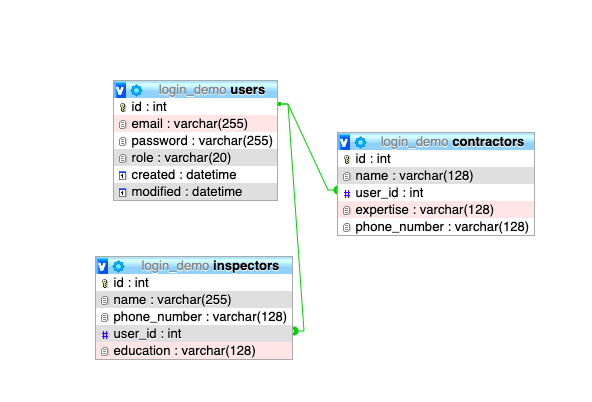 login_demo users
id : int
email : varchar(255)
password : varchar(255)
role : varchar(20)
created : datetime
modified : datetime
login_demo contractors
id : int
name : varchar(128)
user_id : int
expertise : varchar(128)
phone_number : varchar(128)
login_demo inspectors
id : int
name : varchar(255)
phone_number : varchar(128)
user_id : int
education : varchar(128)